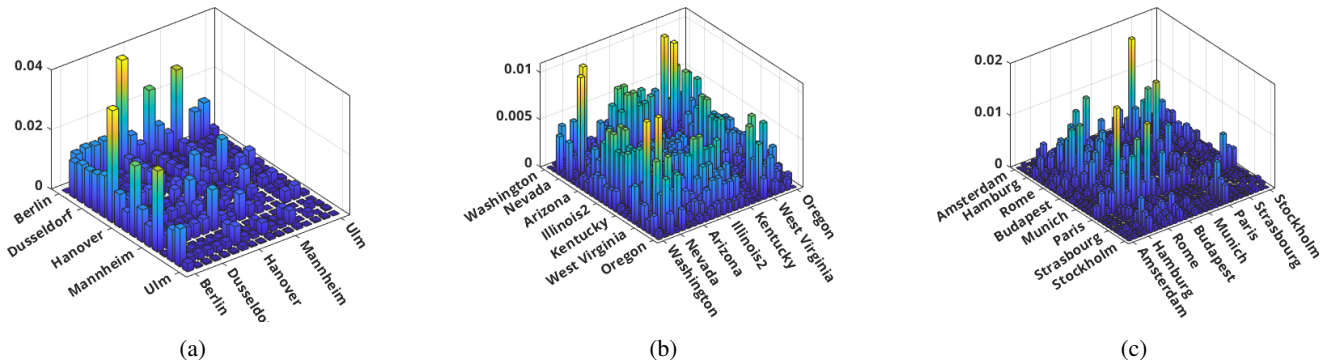 0.04
0.02
0
Berlin
Dusseldorf
Hanover
Mannheim
Ulm
Berlin
Dusseldo
Hanover
Mannheim
Ulm
(a)
0.01
0.005
0
Washington
Nevada
Arizona
Illinois2
Kentucky
West Virginia
Oregon
Washington
Nevada
Arizona
Illinois2
Kentucky
West Virginia
Oregon
(b)
0.02
0.01
0
Amsterdam
Hamburg
Rome
Budapest
Munich
Paris
Strasbourg
Stockholm
Amsterdam
Hamburg
Rome
Budapest
Munich
Paris
Strasbourg
Stockholm
(c)